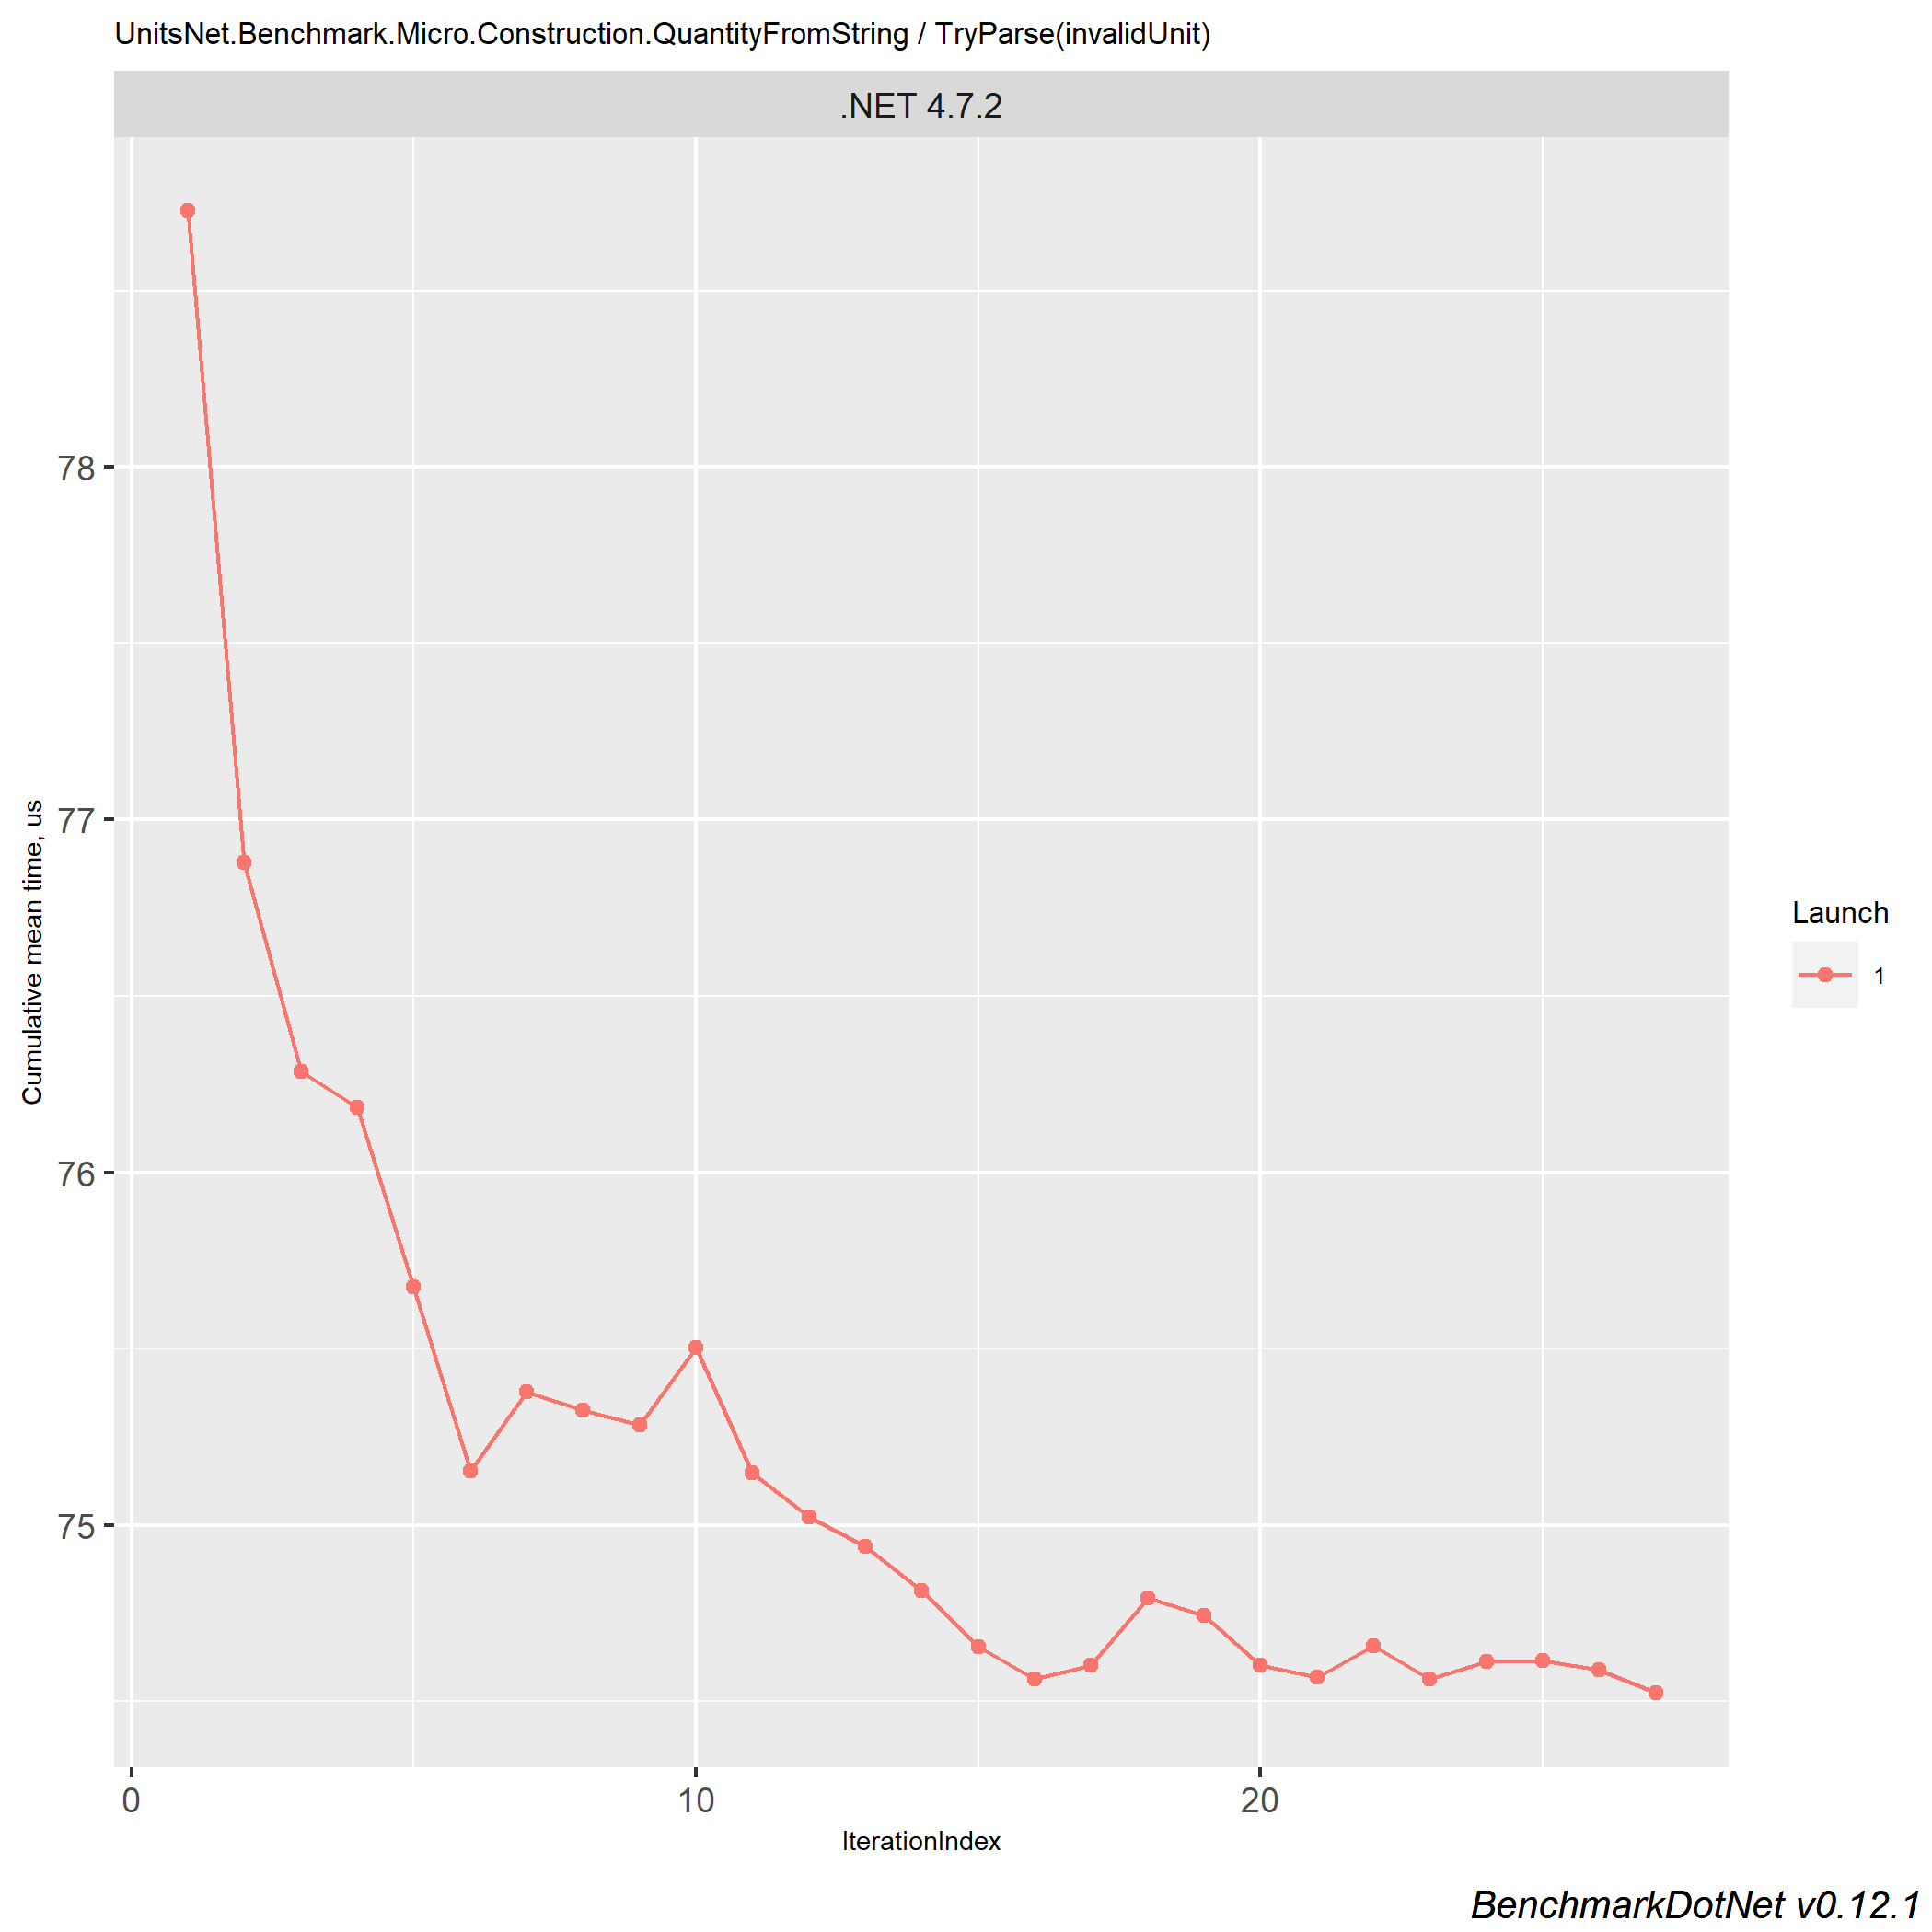 UnitsNet.Benchmark.Micro.Construction.QuantityFromString / TryParse(invalidUnit)
.NET 4.7.2
78
77
76
75
Cumulative mean time, us
0 10 20
IterationIndex
Launch
1
BenchmarkDotNet v0.12.1